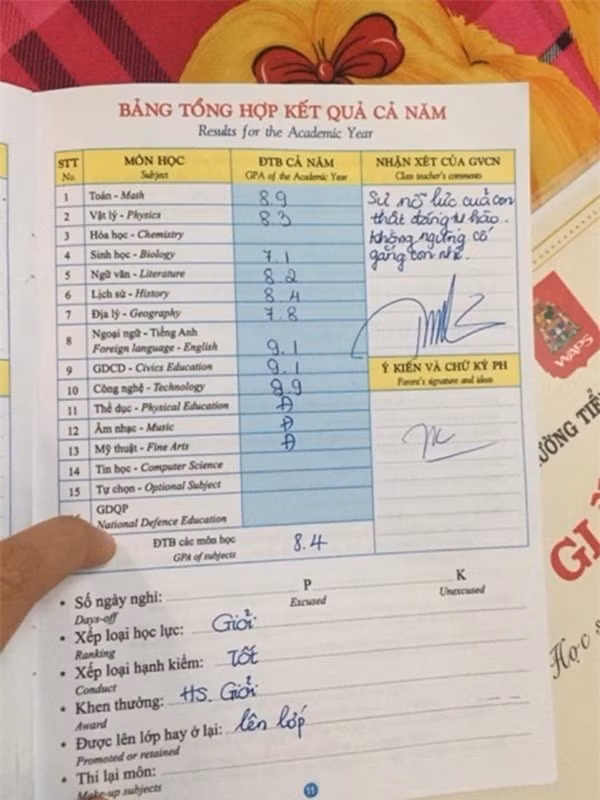 BẢNG TỔNG HỢP KẾT QUẢ CẢ NĂM
Results for the Academic Year
STT MÔN HỌC ĐTB CẢ NĂM NHẬN XÉT CỦA GVCN
No. Subject GPA of the Academic Year Class teacher's comments
1 Toán - Math 8.9
2 Vật lý - Physics 8.3
3 Hóa học - Chemistry
4 Sinh học - Biology 7.1
5 Ngữ văn - Literature 8.2
6 Lịch sử - History 8.4
7 Địa lý - Geography 7.8
8 Ngoại ngữ - Tiếng Anh
Foreign language - English 9.1
9 GDCD - Civics Education 9.1
10 Công nghệ - Technology 8.9
11 Thể dục - Physical Education Đ
12 Âm nhạc - Music Đ
13 Mỹ thuật - Fine Arts Đ
14 Tin học - Computer Science
15 Tự chọn - Optional Subject
GDQP
National Defence Education
Sự nỗ lực của con
thật đáng tự hào.
Không ngừng cố
gắng con nhé.
Ý KIẾN VÀ CHỮ KÝ PH
Parent's signature and ideas
ĐTB các môn học 8.4
GPA of subjects
• Số ngày nghỉ: P K
Days-off Excused Unexcused
• Xếp loại học lực: Giỏi
Ranking
• Xếp loại hạnh kiểm: Tốt
Conduct
• Khen thưởng: HS. Giỏi
Award
• Được lên lớp hay ở lại: lên lớp
Promoted or retained
• Thi lại môn:
Make-up subjects
11
WAPS
ƯỜNG TIỂ
GI
Học s